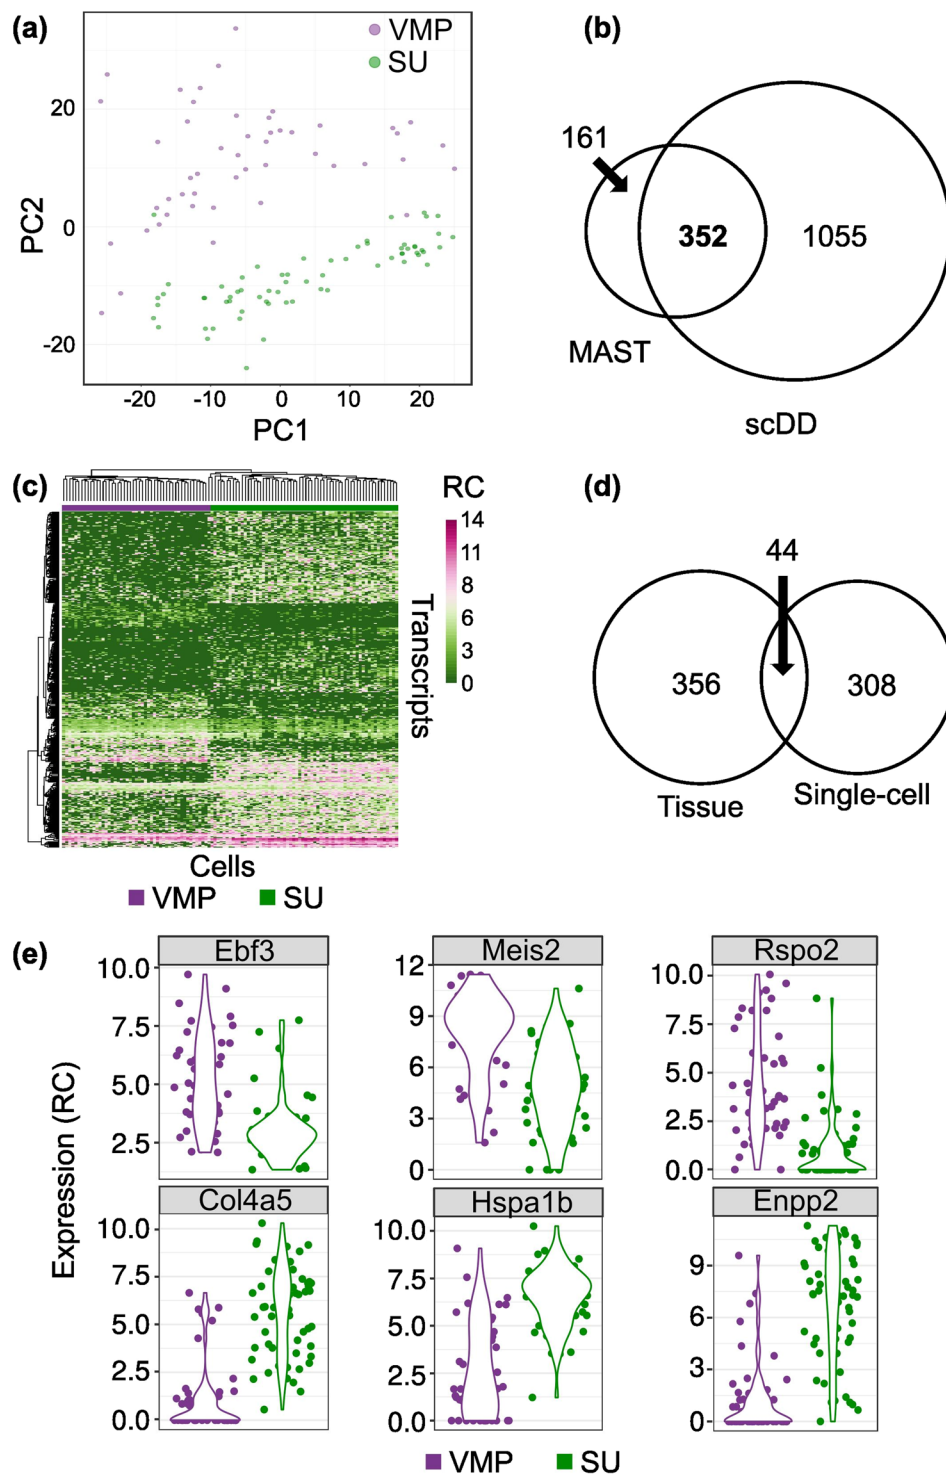 (a)
VMP
SU
PC2
20
0
-20
-20 -10 0 10 20
PC1
(b)
161
352
1055
MAST
scDD
(c)
RC
14
11
8
6
3
0
Transcripts
Cells
VMP SU
(d)
44
356
308
Tissue
Single-cell
(e)
Expression (RC)
Ebf3
10.0
7.5
5.0
2.5
Meis2
12
9
6
3
0
Rspo2
10.0
7.5
5.0
2.5
0.0
Col4a5
10.0
7.5
5.0
2.5
0.0
Hspa1b
10.0
7.5
5.0
2.5
0.0
Enpp2
9
6
3
0
VMP SU